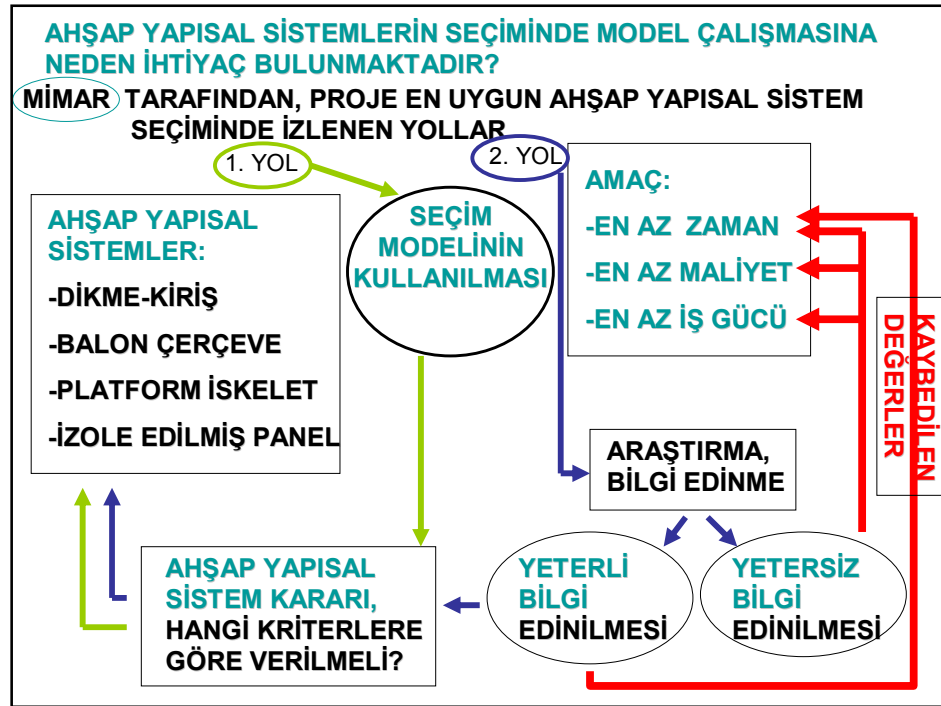 AHŞAP YAPISAL SİSTEMLERİN SEÇİMİNDE MODEL ÇALIŞMASINA
NEDEN İHTİYAÇ BULUNMAKTADIR?
MİMAR TARAFINDAN, PROJE EN UYGUN AHŞAP YAPISAL SİSTEM
SEÇİMİNDE İZLENEN YOLLAR
1. YOL
2. YOL
AHŞAP YAPISAL
SİSTEMLER:
-DİKME-KİRİŞ
-BALON ÇERÇEVE
-PLATFORM İSKELET
-İZOLE EDİLMİŞ PANEL
SEÇİM
MODELİNİN
KULLANILMASI
AMAÇ:
-EN AZ ZAMAN
-EN AZ MALİYET
-EN AZ İŞ GÜCÜ
KAYBEDİLEN
DEĞERLER
ARAŞTIRMA,
BİLGİ EDİNME
AHŞAP YAPISAL
SİSTEM KARARI,
HANGİ KRİTERLERE
GÖRE VERİLMELİ?
YETERLİ
BİLGİ
EDİNİLMESİ
YETERSİZ
BİLGİ
EDİNİLMESİ